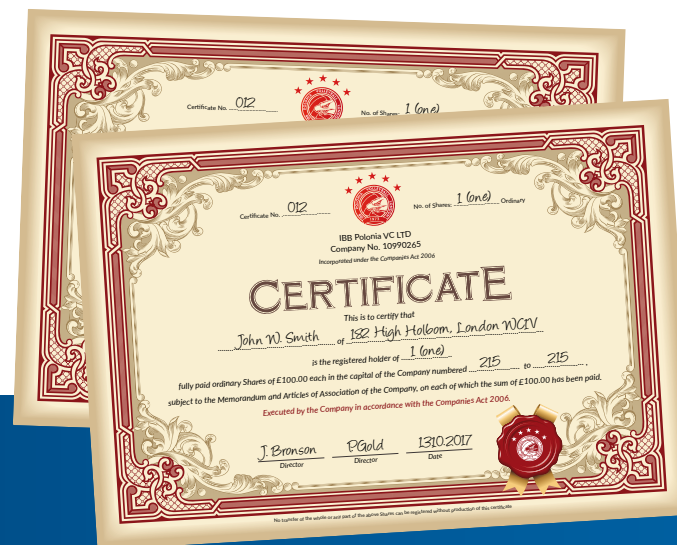 Certificate No. 012
No. of Shares: 1 (one)
Certificate No. 012
No. of Shares: 1 (one) Ordinary
IBB Polonia VC LTD
Company No. 10990265
Incorporated under the Companies Act 2006
CERTIFICATE
This is to certify that
John W. Smith of 182 High Holborn, London WC1V
is the registered holder of 1 (one)
fully paid ordinary Shares of £100.00 each in the capital of the Company numbered 215 to 215 ,
subject to the Memorandum and Articles of Association of the Company, on each of which the sum of £100.00 has been paid.
Executed by the Company in accordance with the Companies Act 2006.
J. Bronson P.Gold 13.10.2017
Director Director Date
No transfer of the whole or any part of the above Shares can be registered without production of this certificate